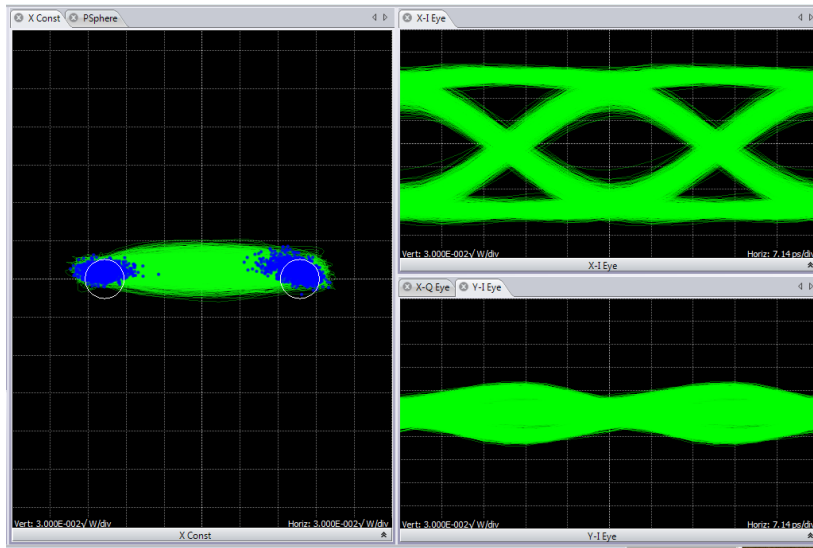 X Const
PSphere
Vert: 3.000E-002√ W/div
Horiz: 3.000E-002√ W/div
X Const
X-I Eye
Vert: 3.000E-002√ W/div
Horiz: 7.14 ps/div
X-I Eye
X-Q Eye
Y-I Eye
Vert: 3.000E-002√ W/div
Horiz: 7.14 ps/div
Y-I Eye